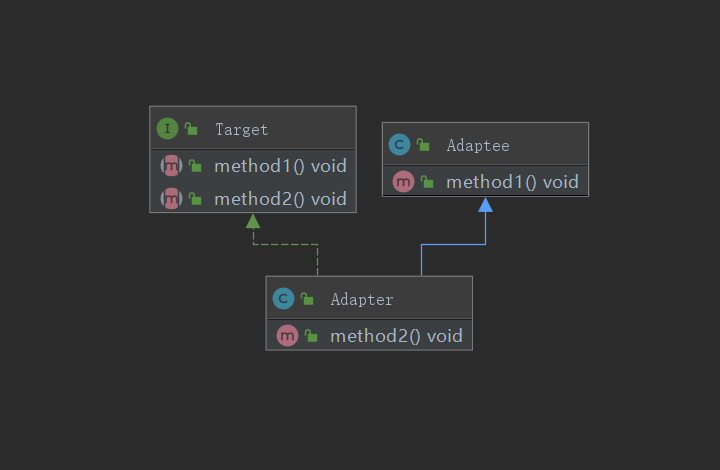 I Target
m method1() void
m method2() void
C Adaptee
m method1() void
C Adapter
m method2() void